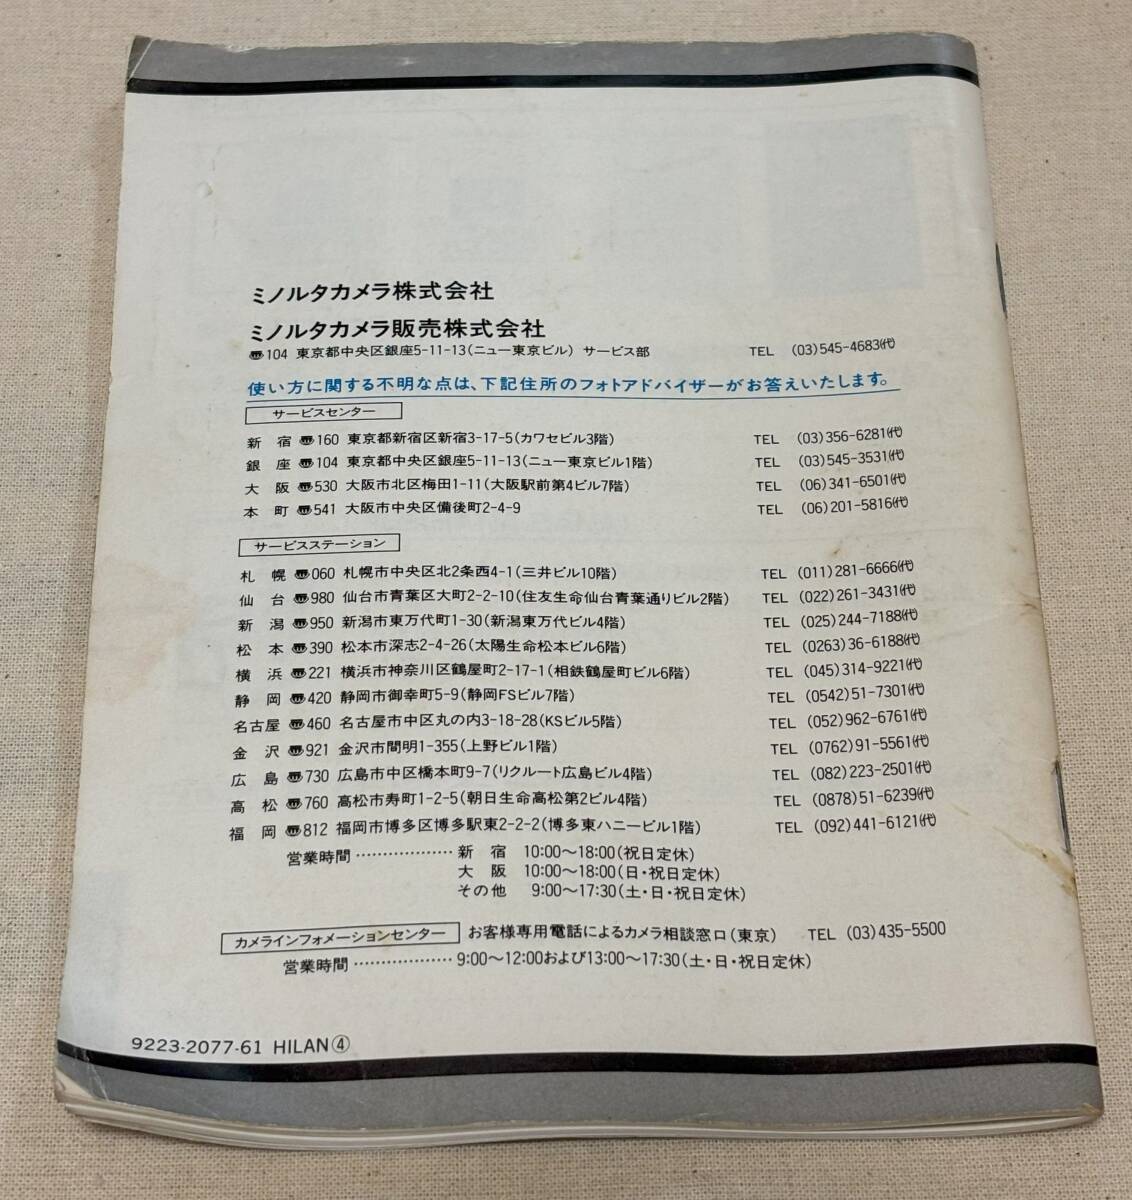 ミノルタカメラ株式会社
ミノルタカメラ販売株式会社
〠104 東京都中央区銀座5-11-13(ニュー東京ビル) サービス部 TEL (03)545-4683㈹
使い方に関する不明な点は、下記住所のフォトアドバイザーがお答えいたします。
サービスセンター
新宿 〠160 東京都新宿区新宿3-17-5(カワセビル3階) TEL (03)356-6281㈹
銀座 〠104 東京都中央区銀座5-11-13(ニュー東京ビル1階) TEL (03)545-3531㈹
大阪 〠530 大阪市北区梅田1-11(大阪駅前第4ビル7階) TEL (06)341-6501㈹
本町 〠541 大阪市中央区備後町2-4-9 TEL (06)201-5816㈹
サービスステーション
札幌 〠060 札幌市中央区北2条西4-1(三井ビル10階) TEL (011)281-6666㈹
仙台 〠980 仙台市青葉区大町2-2-10(住友生命仙台青葉通りビル2階) TEL (022)261-3431㈹
新潟 〠950 新潟市東万代町1-30(新潟東万代ビル4階) TEL (025)244-7188㈹
松本 〠390 松本市深志2-4-26(太陽生命松本ビル6階) TEL (0263)36-6188㈹
横浜 〠221 横浜市神奈川区鶴屋町2-17-1(相鉄鶴屋町ビル6階) TEL (045)314-9221㈹
静岡 〠420 静岡市御幸町5-9(静岡FSビル7階) TEL (0542)51-7301㈹
名古屋 〠460 名古屋市中区丸の内3-18-28(KSビル5階) TEL (052)962-6761㈹
金沢 〠921 金沢市間明1-355(上野ビル1階) TEL (0762)91-5561㈹
広島 〠730 広島市中区橋本町9-7(リクルート広島ビル4階) TEL (082)223-2501㈹
高松 〠760 高松市寿町1-2-5(朝日生命高松第2ビル4階) TEL (0878)51-6239㈹
福岡 〠812 福岡市博多区博多駅東2-2-2(博多東ハニービル1階) TEL (092)441-6121㈹
営業時間………………新宿 10:00〜18:00(祝日定休)
大阪 10:00〜18:00(日・祝日定休)
その他 9:00〜17:30(土・日・祝日定休)
カメラインフォメーションセンター お客様専用電話によるカメラ相談窓口(東京) TEL (03)435-5500
営業時間………………9:00〜12:00および13:00〜17:30(土・日・祝日定休)
9223-2077-61 HILAN④